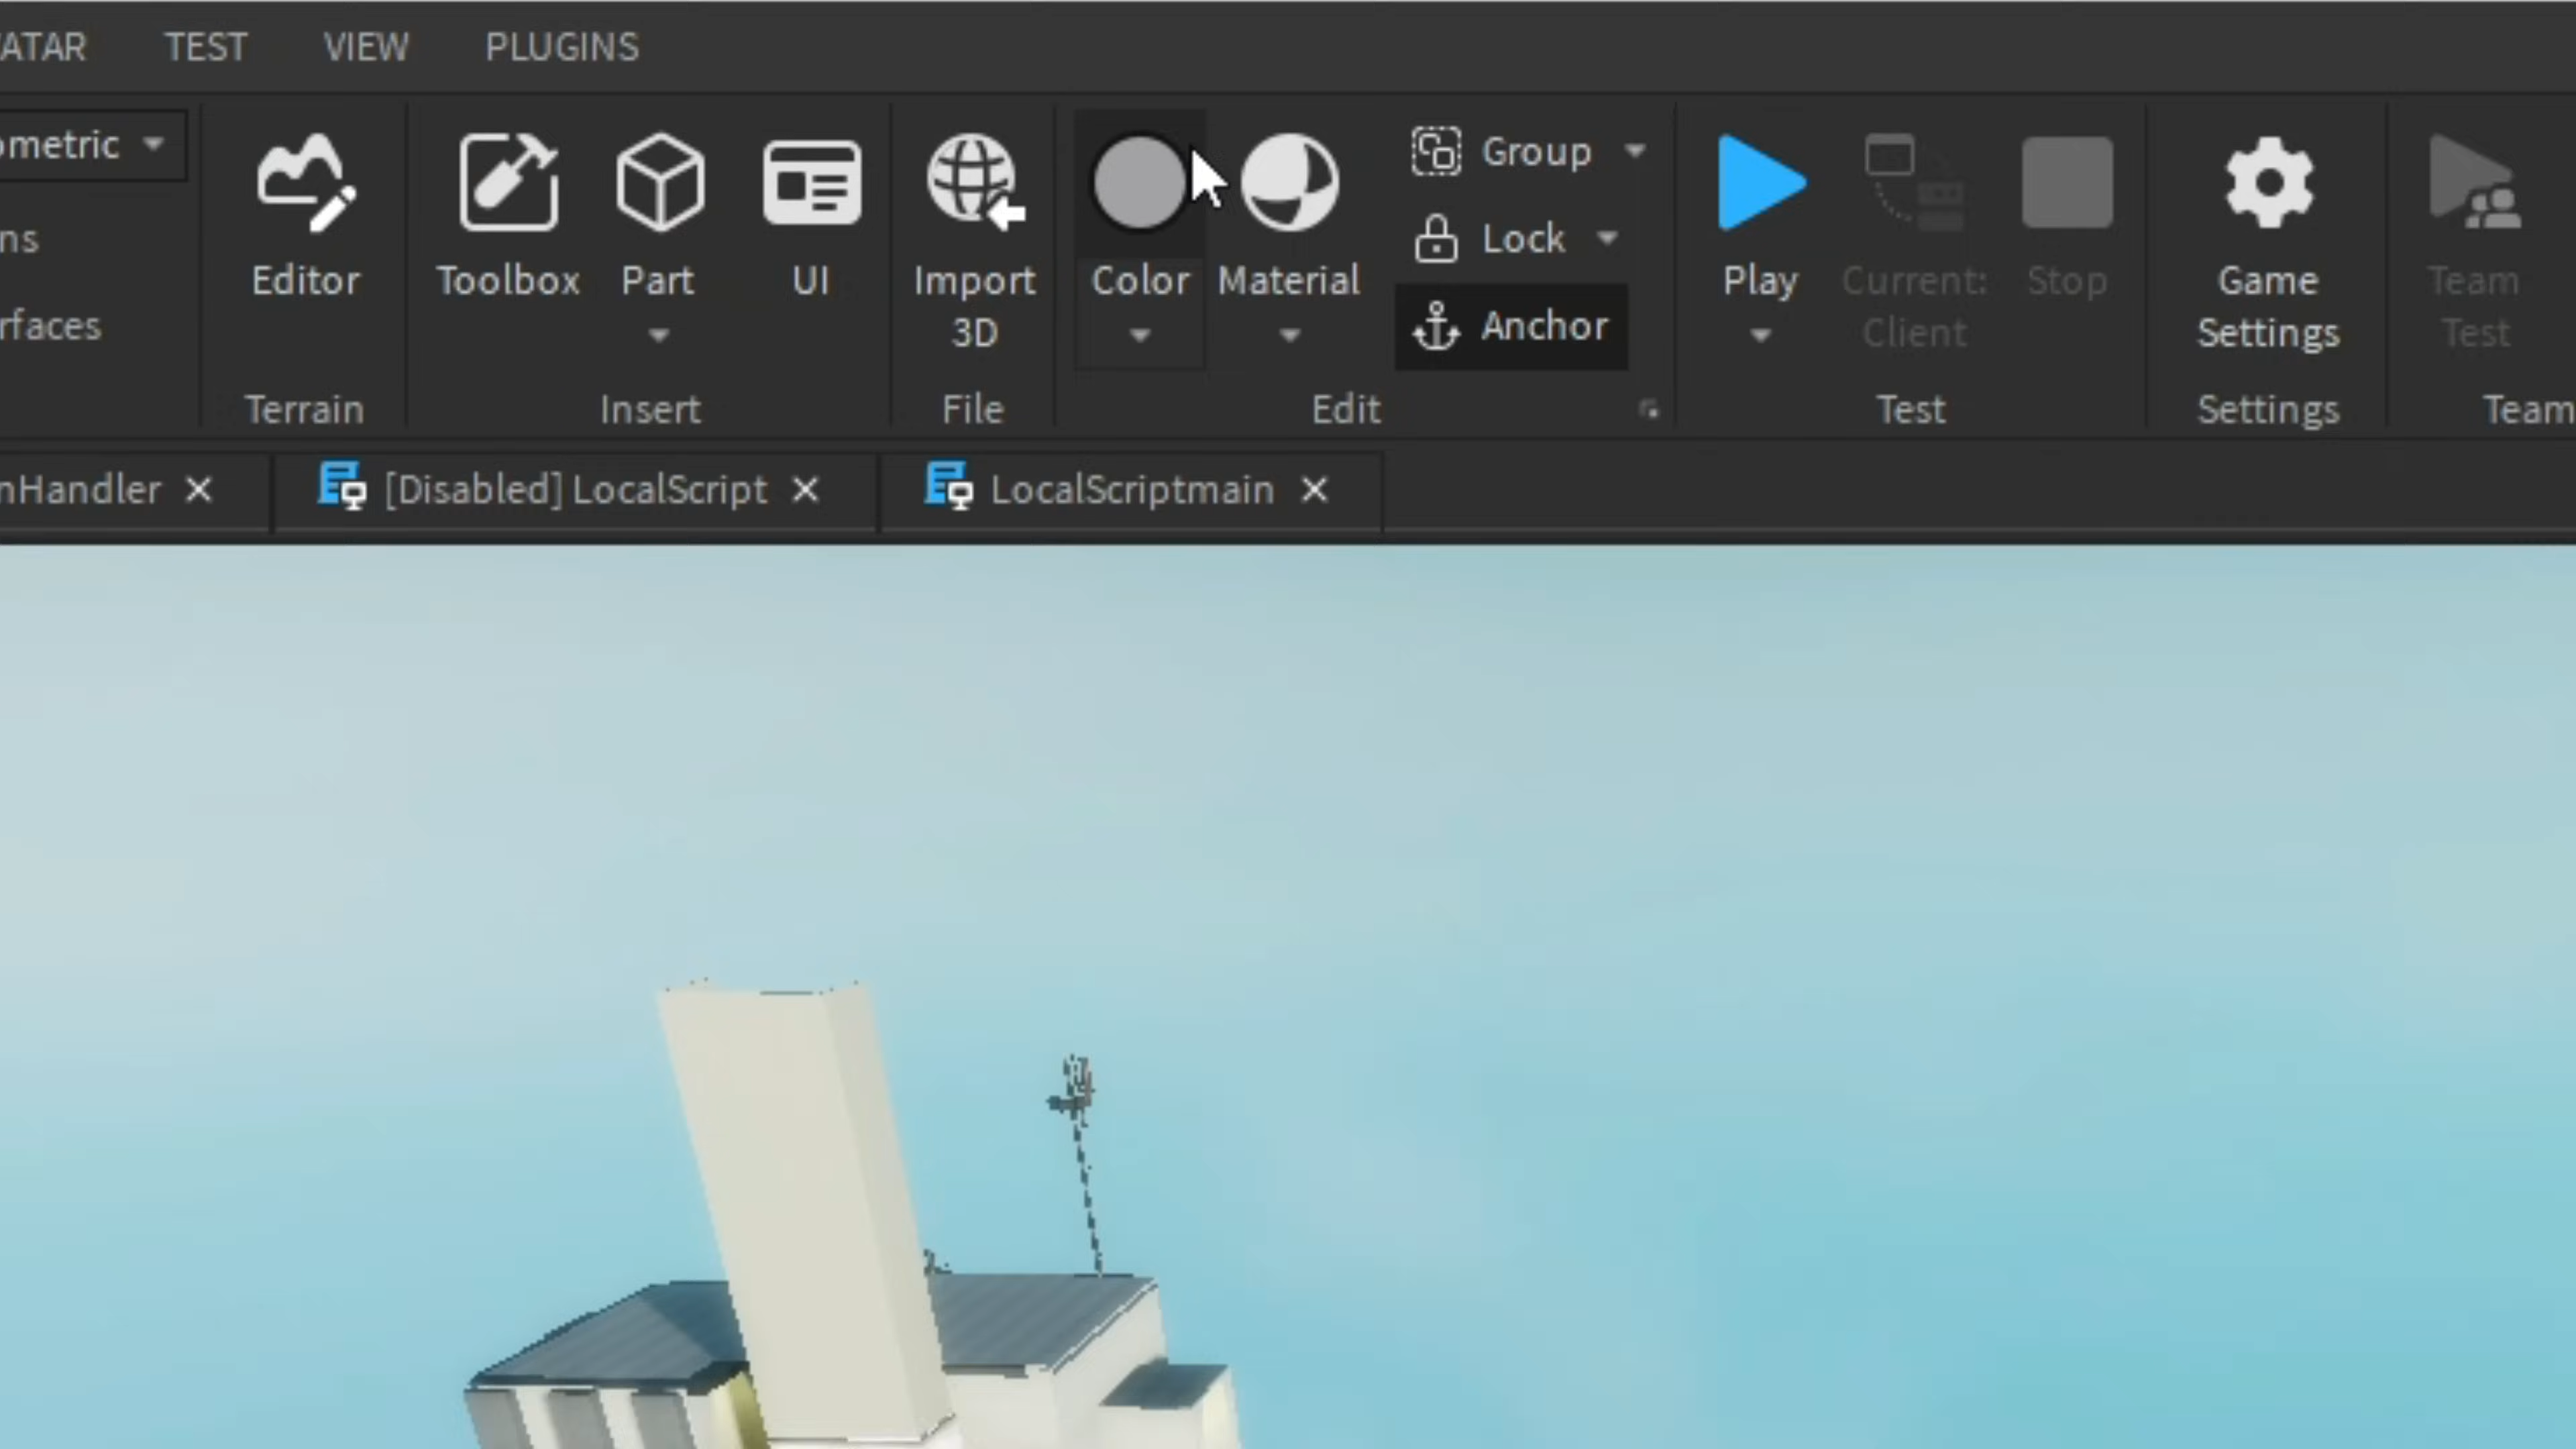 ATAR TEST VIEW PLUGINS
ometric
ns
rfaces
Editor
Terrain
Toolbox Part UI
Insert
Import
3D
File
Color Material
Group
Lock
Anchor
Edit
Play Current:
Client
Stop
Test
Game
Settings
Settings
Team
Test
Team
nHandler [Disabled] LocalScript LocalScriptmain